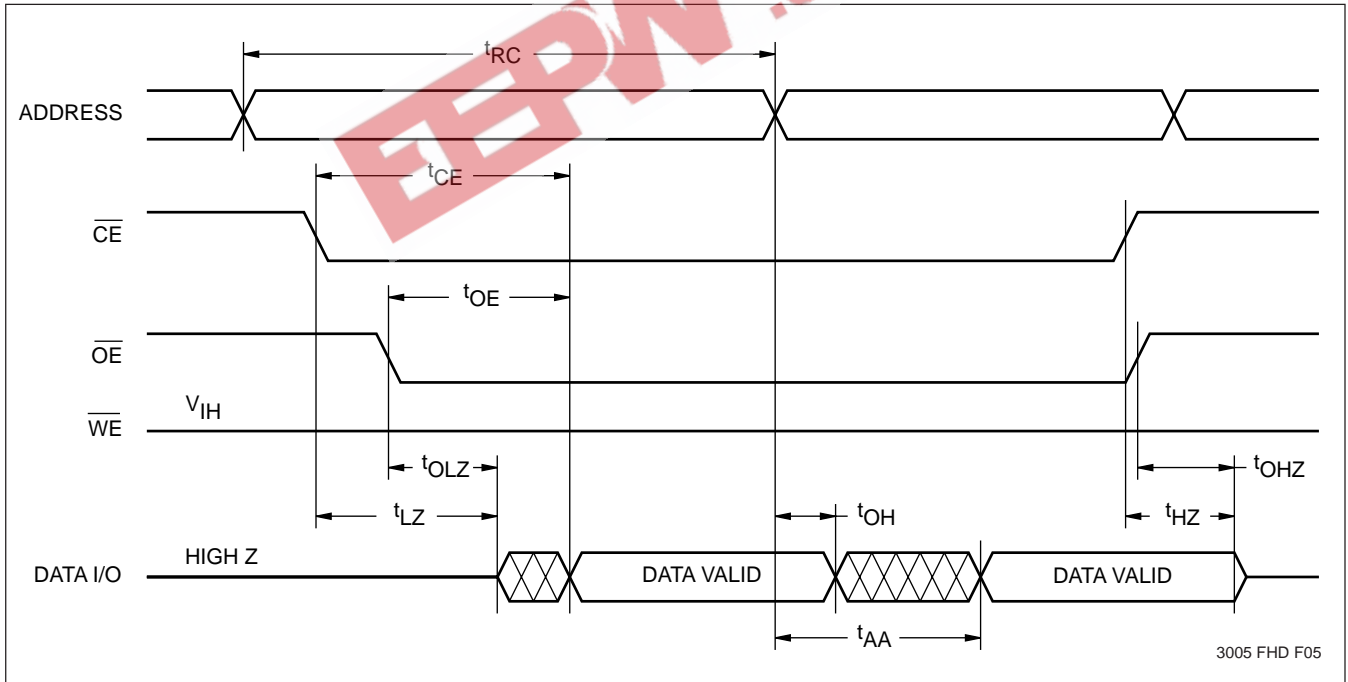 EEPW
tRC
ADDRESS
tCE
CE
tOE
OE
VIH
WE
tOLZ
tOHZ
tLZ
tOH
tHZ
HIGH Z
DATA I/O
DATA VALID
DATA VALID
tAA
3005 FHD F05